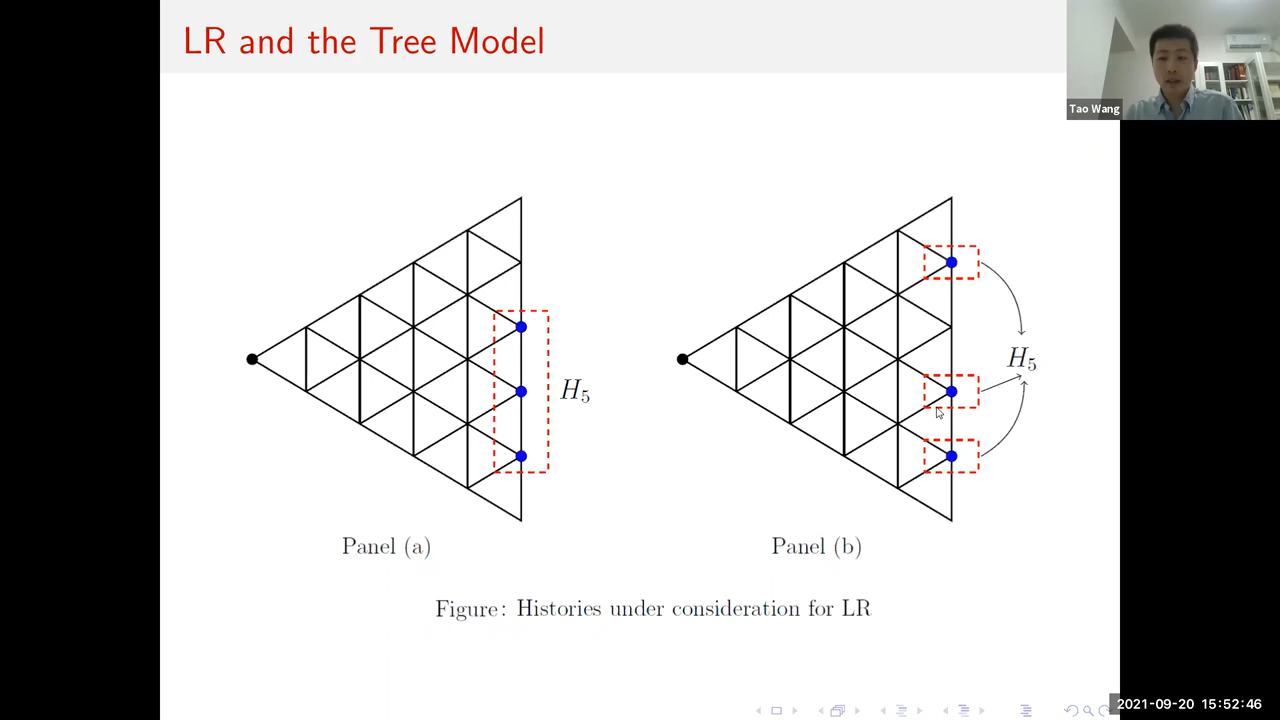 LR and the Tree Model
Tao Wang
H₅
H₅
Panel (a)
Panel (b)
Figure: Histories under consideration for LR
2021-09-20 15:52:46